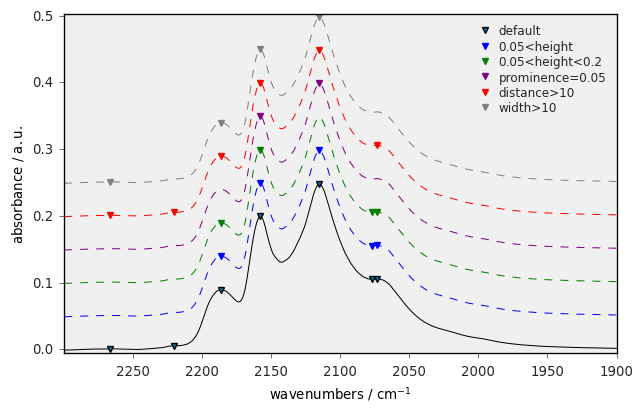 0.5
0.4
0.3
0.2
0.1
0.0
absorbance / a.u.
default
0.05<height
0.05<height<0.2
prominence=0.05
distance>10
width>10
2250 2200 2150 2100 2050 2000 1950 1900
wavenumbers / cm⁻¹